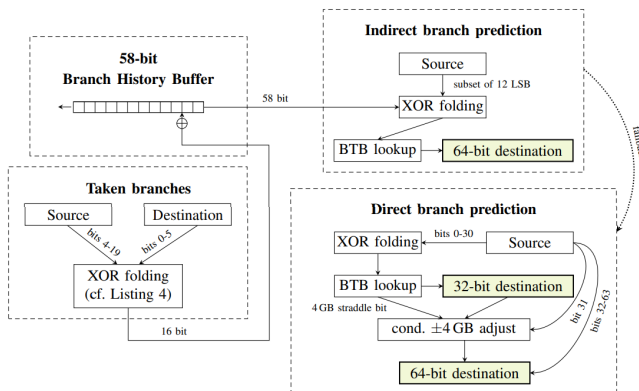 58-bit
Branch History Buffer
58 bit
Taken branches
Source
Destination
bits 4-19
bits 0-5
XOR folding
(cf. Listing 4)
16 bit
Indirect branch prediction
Source
subset of 12 LSB
XOR folding
BTB lookup
64-bit destination
Direct branch prediction
XOR folding
bits 0-30
Source
BTB lookup
32-bit destination
4 GB straddle bit
bit 31
bits 32-63
cond. ±4 GB adjust
64-bit destination